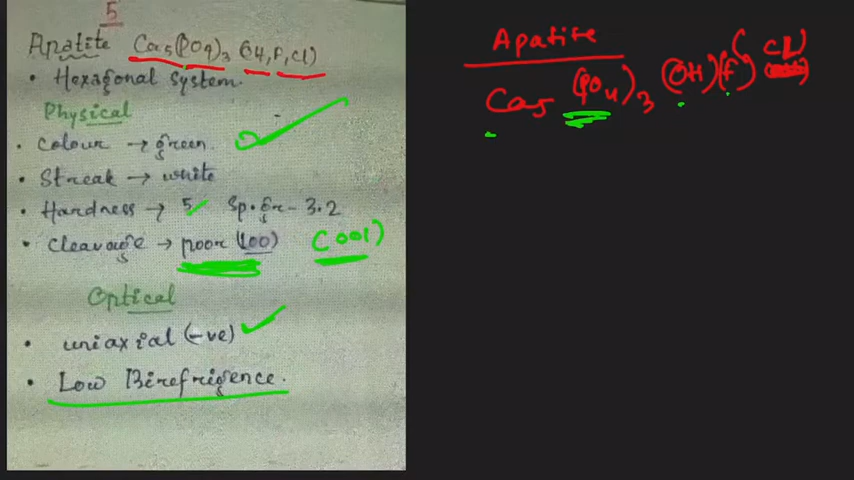 5
Apatite Ca5(PO4)3 (OH, F, Cl)
• Hexagonal System.
Physical
• Colour → green.
• Streak → white
• Hardness → 5 Sp. Gr - 3.2
• Cleavage → poor (100) (001)
Optical
• uniaxial (-ve)
• Low Birefrigence.
Apatite
Ca5 (PO4)3 (OH)(F)( Cl)